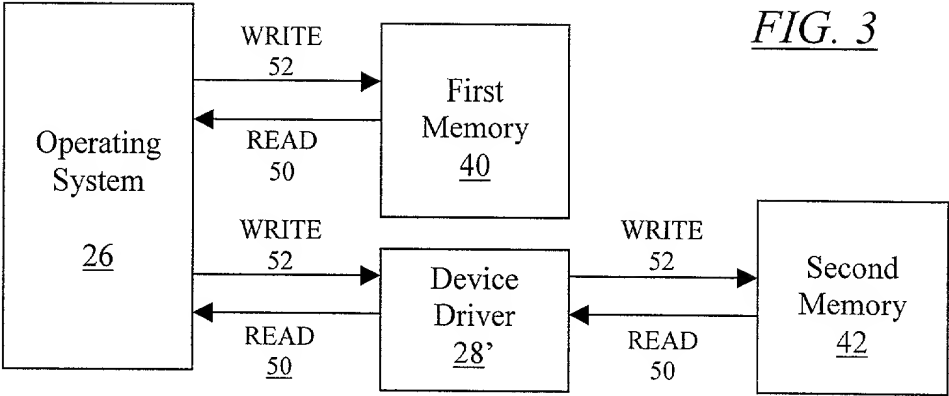 FIG. 3
WRITE
52
READ
50
Operating
System
26
First
Memory
40
WRITE
52
READ
50
Device
Driver
28’
WRITE
52
READ
50
Second
Memory
42